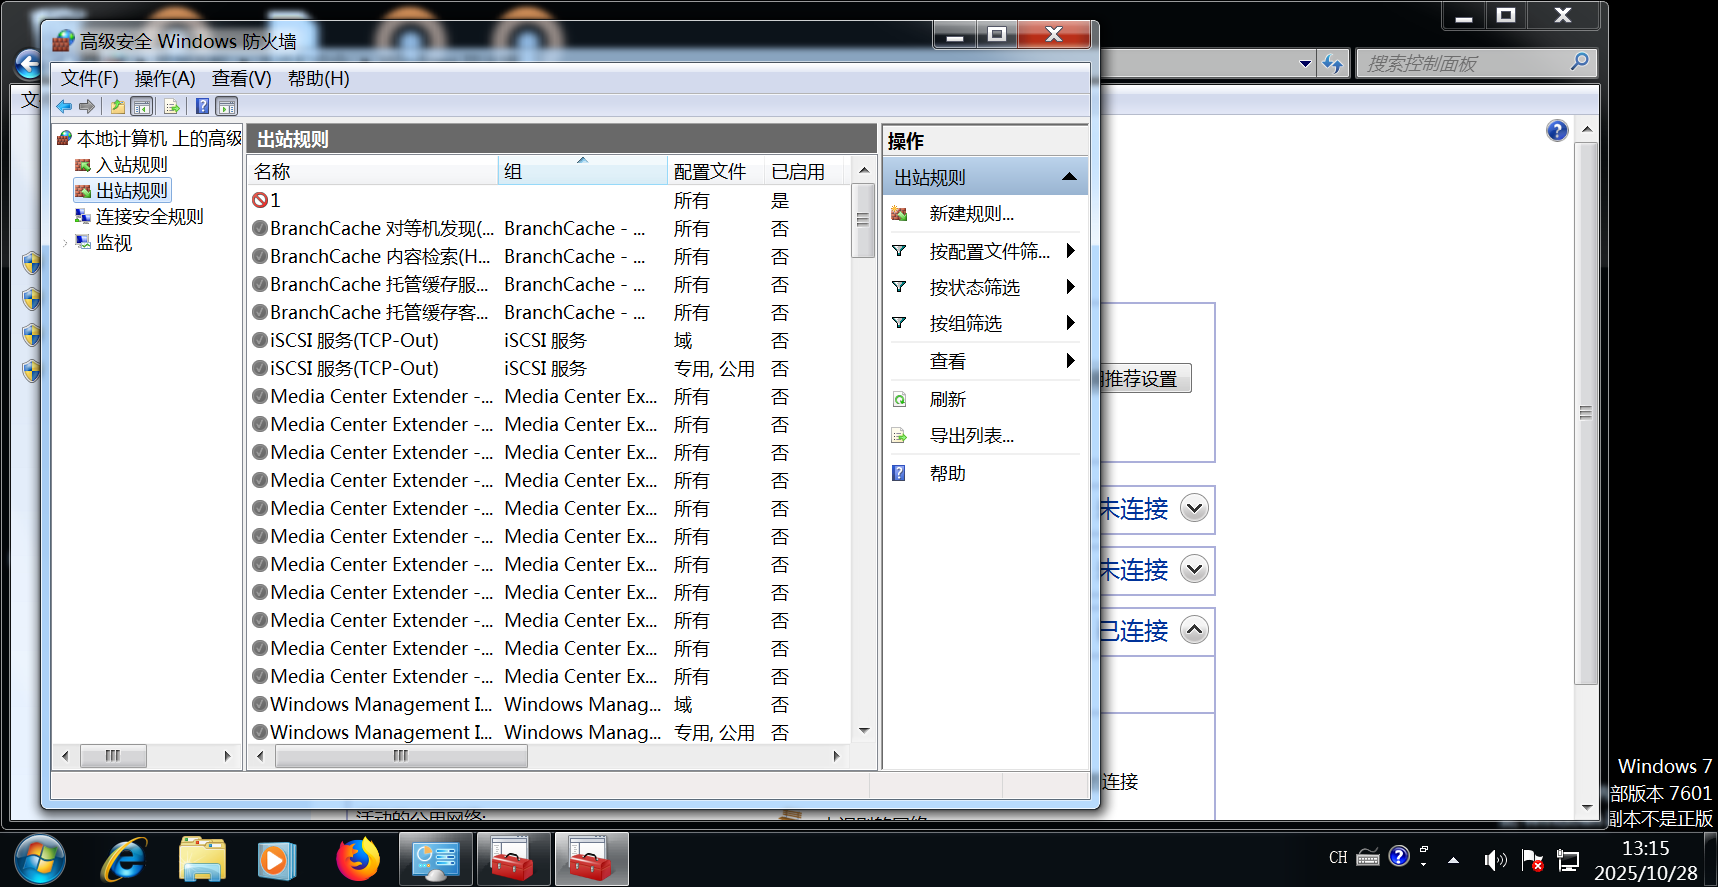 高级安全 Windows 防火墙
文件(F) 操作(A) 查看(V) 帮助(H)
搜索控制面板
本地计算机 上的高级
入站规则
出站规则
连接安全规则
监视
出站规则
名称 组 配置文件 已启用
1 所有 是
BranchCache 对等机发现(... BranchCache - ... 所有 否
BranchCache 内容检索(H... BranchCache - ... 所有 否
BranchCache 托管缓存服... BranchCache - ... 所有 否
BranchCache 托管缓存客... BranchCache - ... 所有 否
iSCSI 服务(TCP-Out) iSCSI 服务 域 否
iSCSI 服务(TCP-Out) iSCSI 服务 专用, 公用 否
Media Center Extender -... Media Center Ex... 所有 否
Media Center Extender -... Media Center Ex... 所有 否
Media Center Extender -... Media Center Ex... 所有 否
Media Center Extender -... Media Center Ex... 所有 否
Media Center Extender -... Media Center Ex... 所有 否
Media Center Extender -... Media Center Ex... 所有 否
Media Center Extender -... Media Center Ex... 所有 否
Media Center Extender -... Media Center Ex... 所有 否
Media Center Extender -... Media Center Ex... 所有 否
Media Center Extender -... Media Center Ex... 所有 否
Media Center Extender -... Media Center Ex... 所有 否
Windows Management I... Windows Manag... 域 否
Windows Management I... Windows Manag... 专用, 公用 否
操作
出站规则
新建规则...
按配置文件筛...
按状态筛选
按组筛选
查看
刷新
导出列表...
帮助
推荐设置
未连接
未连接
已连接
连接
活动的公用网络:
Windows 7
部版本 7601
副本不是正版
CH
13:15
2025/10/28